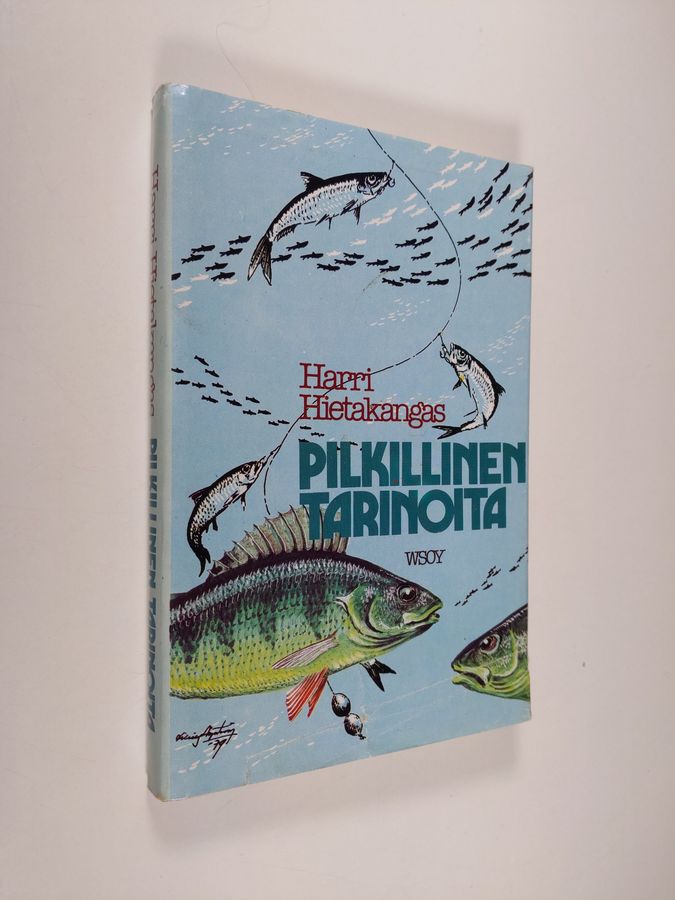 Harri
Hietakangas
PILKILLINEN
TARINOITA
WSOY
Harri Hietakangas PILKILLINEN TARINOITA